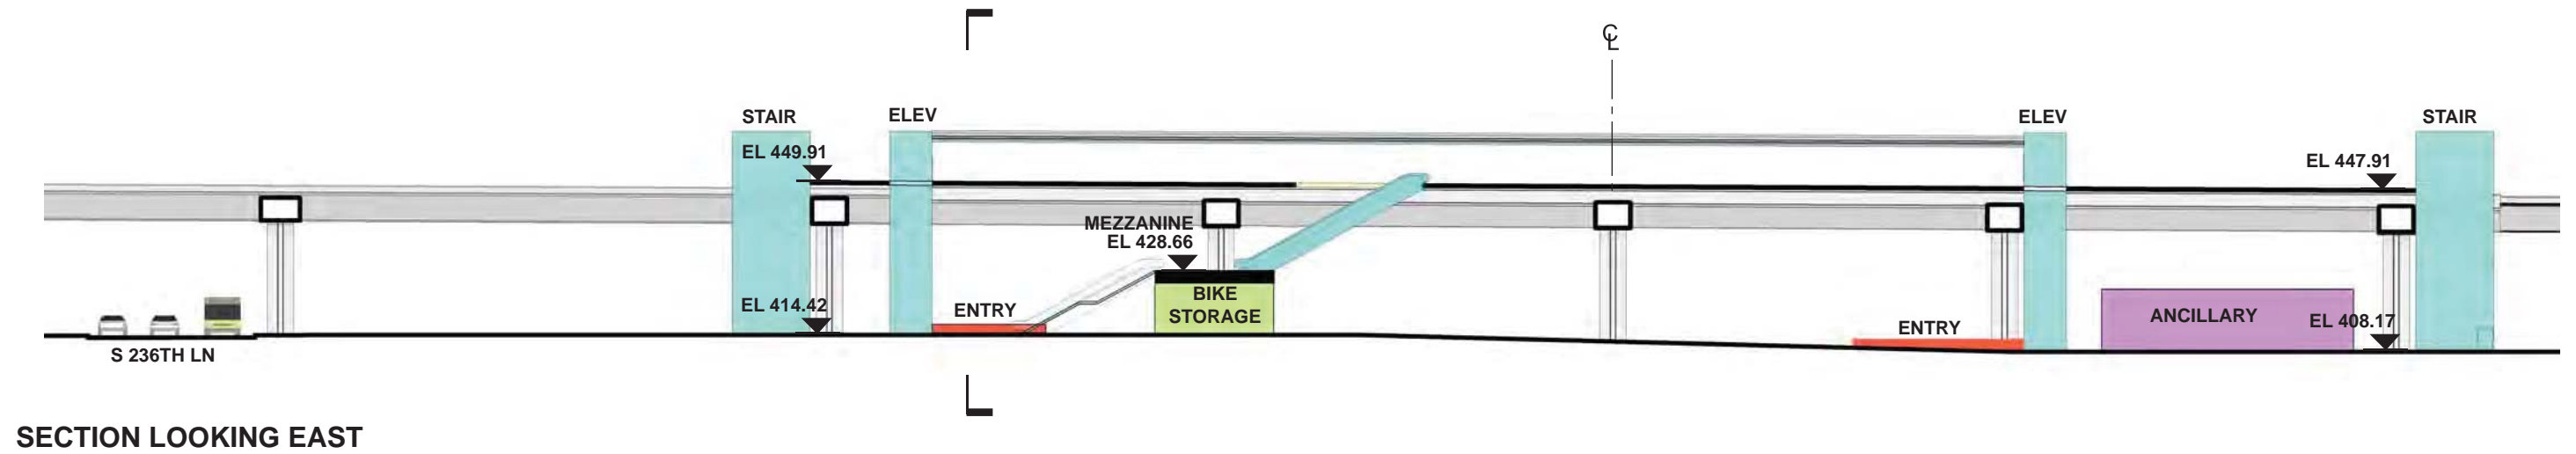 ℄
STAIR
ELEV
ELEV
STAIR
EL 449.91
EL 447.91
MEZZANINE
EL 428.66
EL 414.42
ENTRY
BIKE
STORAGE
ENTRY
ANCILLARY
EL 408.17
S 236TH LN
SECTION LOOKING EAST